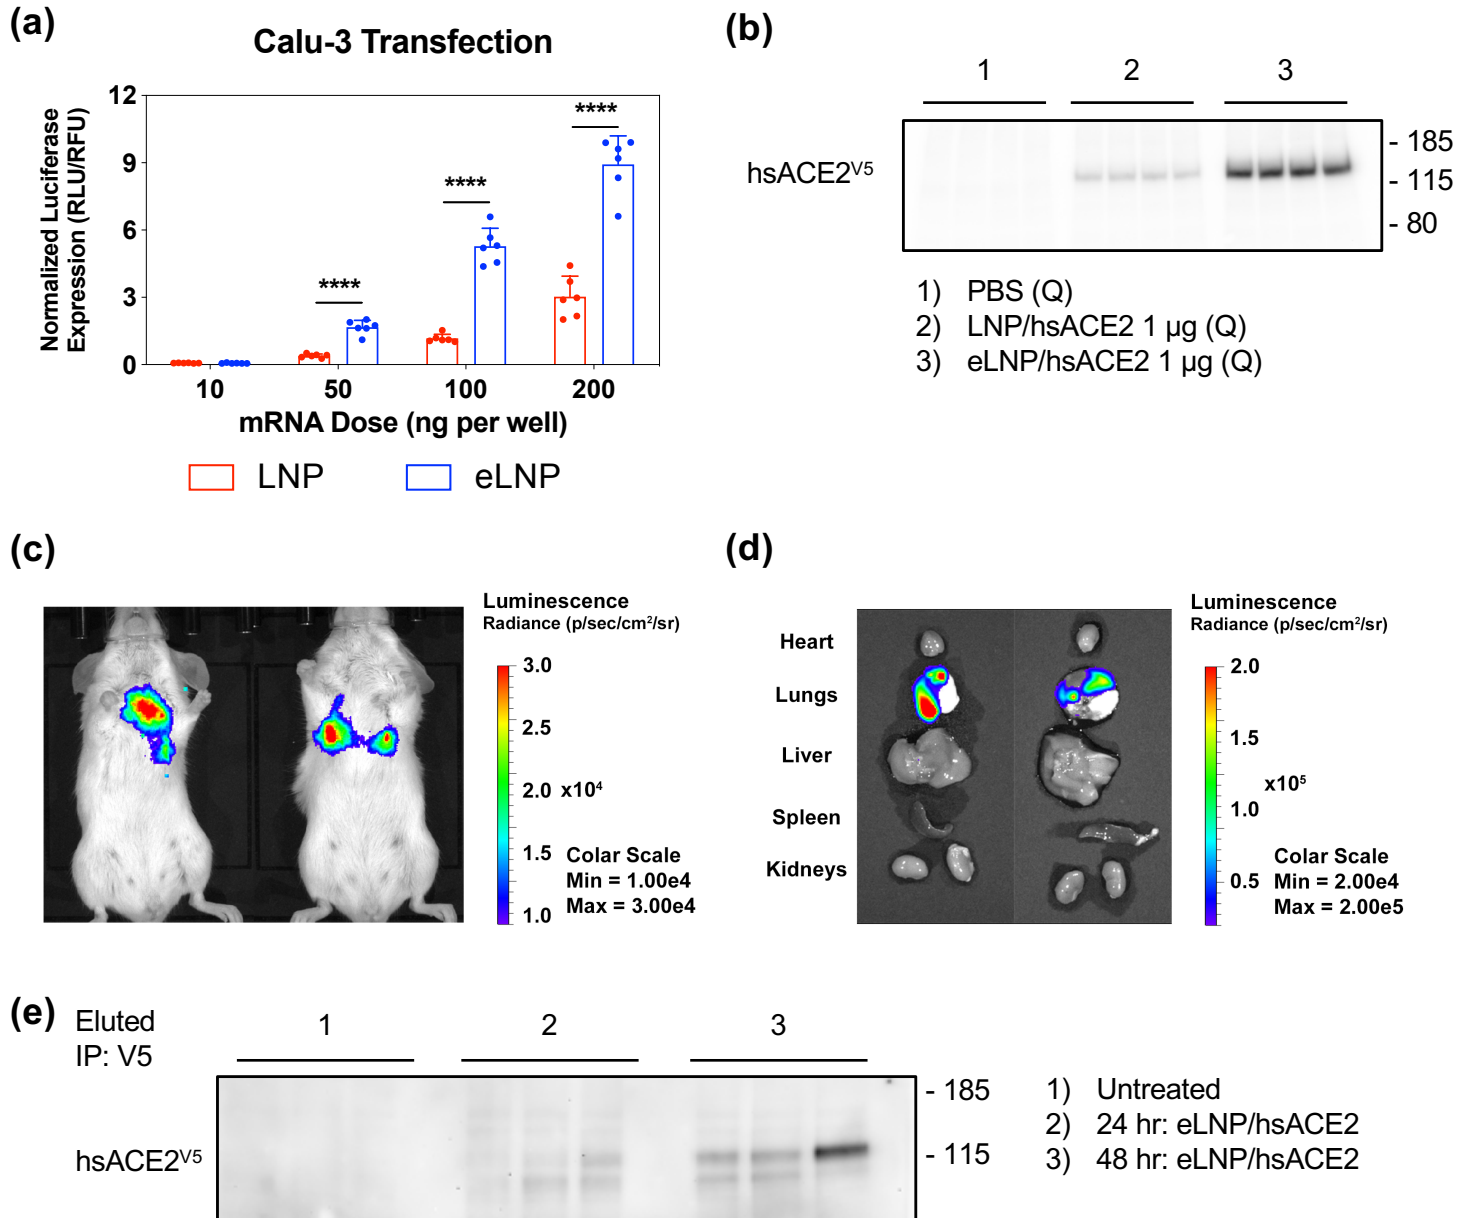 (a)
Calu-3 Transfection
Normalized Luciferase
Expression (RLU/RFU)
12
9
6
3
0
****
****
****
10 50 100 200
mRNA Dose (ng per well)
LNP eLNP
(b)
1 2 3
hsACE2V5
- 185
- 115
- 80
1) PBS (Q)
2) LNP/hsACE2 1 µg (Q)
3) eLNP/hsACE2 1 µg (Q)
(c)
Luminescence
Radiance (p/sec/cm²/sr)
3.0
2.0 x10⁴
1.5
1.0
Colar Scale
Min = 1.00e4
Max = 3.00e4
(d)
Heart
Lungs
Liver
Spleen
Kidneys
Luminescence
Radiance (p/sec/cm²/sr)
2.0
1.5
x10⁵
1.0
0.5
Colar Scale
Min = 2.00e4
Max = 2.00e5
(e)
Eluted
IP: V5
1 2 3
hsACE2V5
- 185
- 115
1) Untreated
2) 24 hr: eLNP/hsACE2
3) 48 hr: eLNP/hsACE2